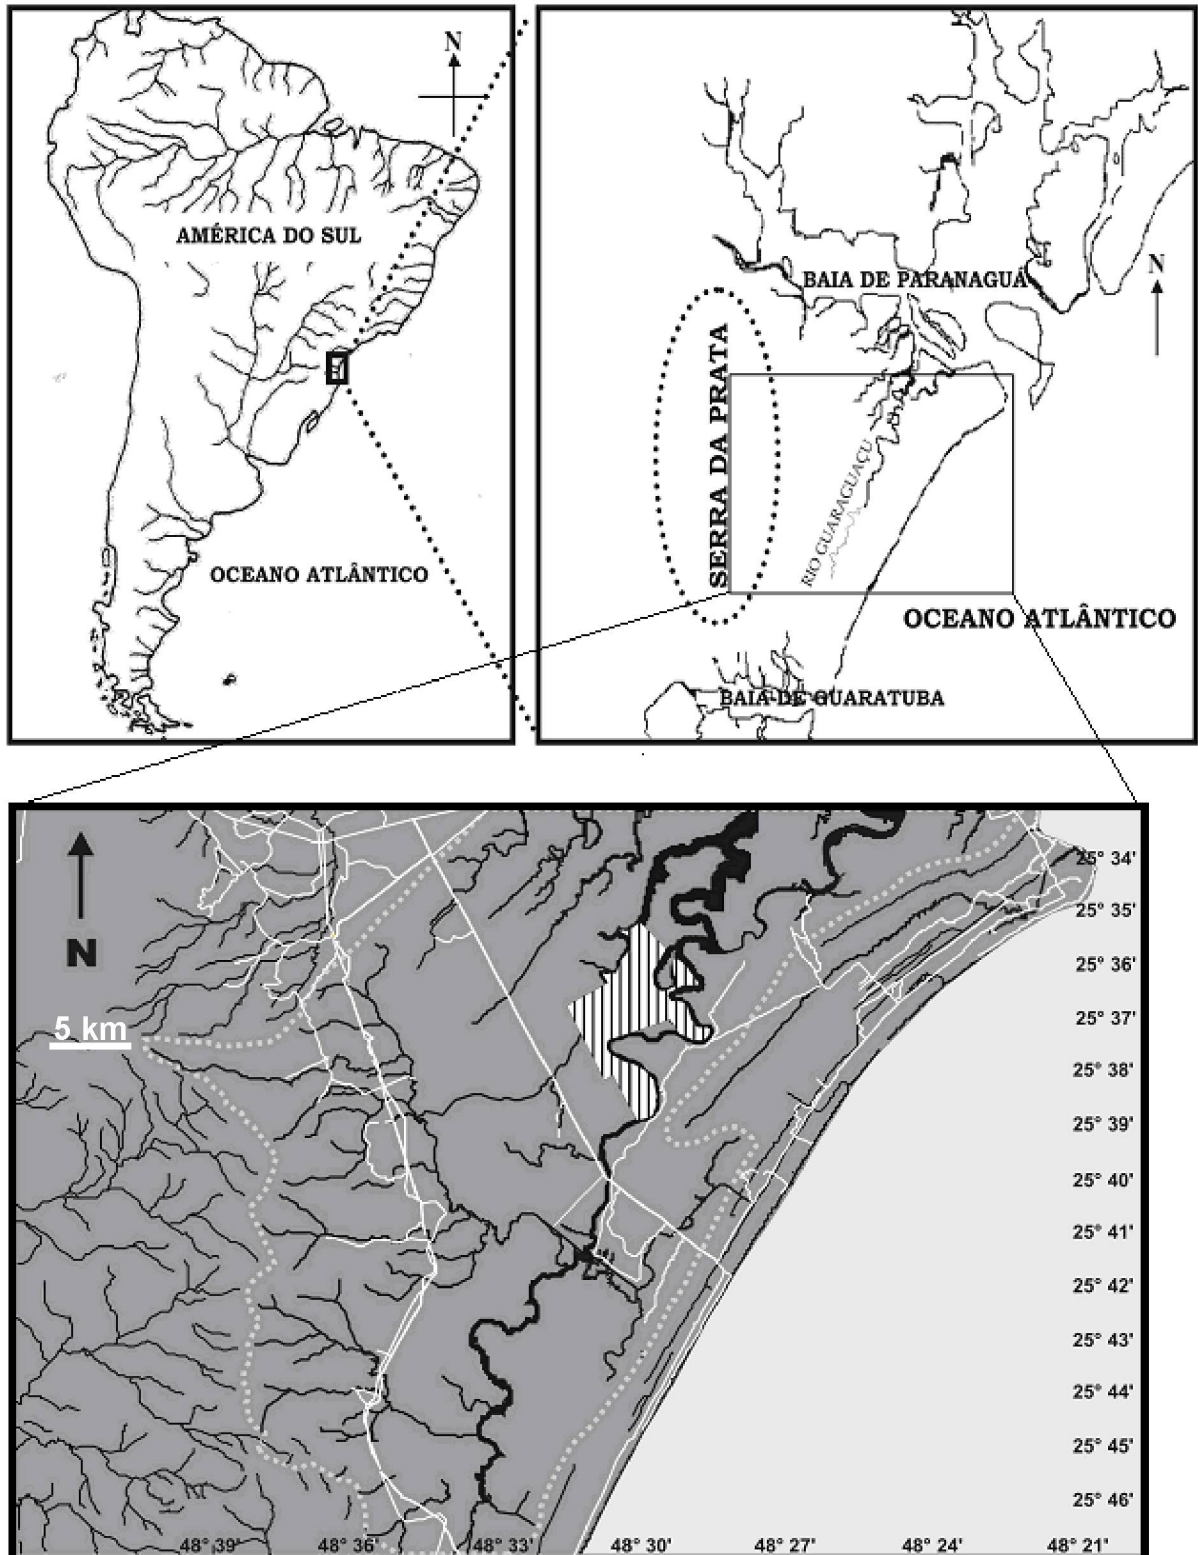 N
AMÉRICA DO SUL
OCEANO ATLÂNTICO
BAIA DE PARANAGUÁ
N
SERRA DA PRATA
RIO GUARAGUAÇU
OCEANO ATLÂNTICO
BAIA DE GUARATUBA
N
5 km
25° 34'
25° 35'
25° 36'
25° 37'
25° 38'
25° 39'
25° 40'
25° 41'
25° 42'
25° 43'
25° 44'
25° 45'
25° 46'
48° 39' 48° 36' 48° 33' 48° 30' 48° 27' 48° 24' 48° 21'